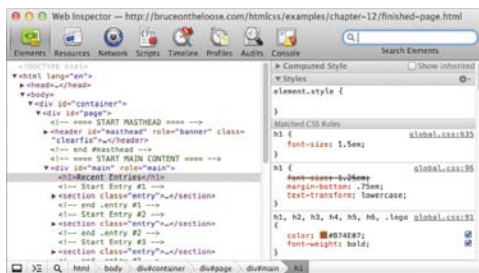 Web Inspector — http://bruceontheloose.com/htmlcss/examples/chapter-12/finished-page.html
Elements Resources Network Scripts Timeline Profiles Audits Console Search Elements
<!DOCTYPE html>
▼<html lang="en">
▶<head>…</head>
▼<body>
▼<div id="container">
▼<div id="page">
<!-- ==== START MASTHEAD ==== -->
▶<header id="masthead" role="banner" class=
"clearfix">…</header>
<!-- end #masthead -->
<!-- ==== START MAIN CONTENT ==== -->
▼<div id="main" role="main">
<h1>Recent Entries</h1>
<!-- Start Entry #1 -->
▶<section class="entry">…</section>
<!-- end .entry #1 -->
<!-- Start Entry #2 -->
▶<section class="entry">…</section>
<!-- end .entry #2 -->
<!-- Start Entry #3 -->
▶<section class="entry">…</section>
▶ Computed Style Show inherited
▼ Styles
element.style {
}
Matched CSS Rules
h1 { global.css:635
font-size: 1.5em;
}
h1 { global.css:96
font-size: 1.25em;
margin-bottom: .75em;
text-transform: lowercase;
}
h1, h2, h3, h4, h5, h6, .logo global.css:91
{
color: #B74E07;
font-weight: bold;
}
html body div#container div#page div#main h1